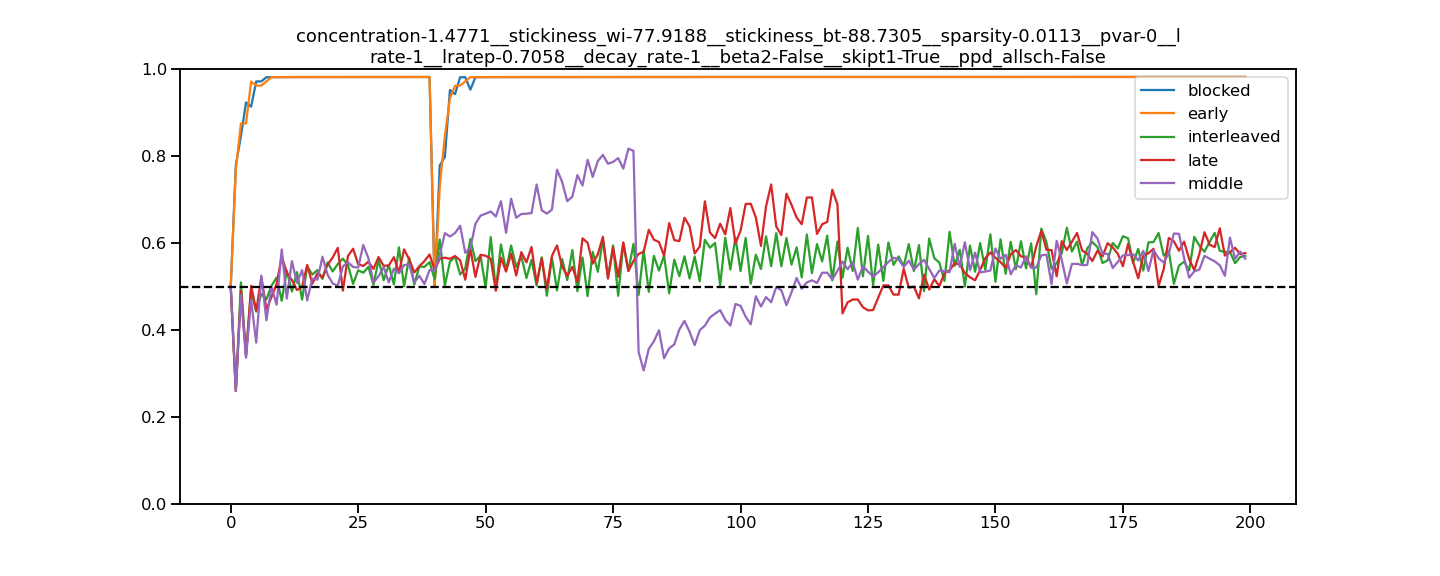 concentration-1.4771__stickiness_wi-77.9188__stickiness_bt-88.7305__sparsity-0.0113__pvar-0__l
rate-1__lratep-0.7058__decay_rate-1__beta2-False__skipt1-True__ppd_allsch-False
1.0
0.8
0.6
0.4
0.2
0.0
blocked
early
interleaved
late
middle
0 25 50 75 100 125 150 175 200